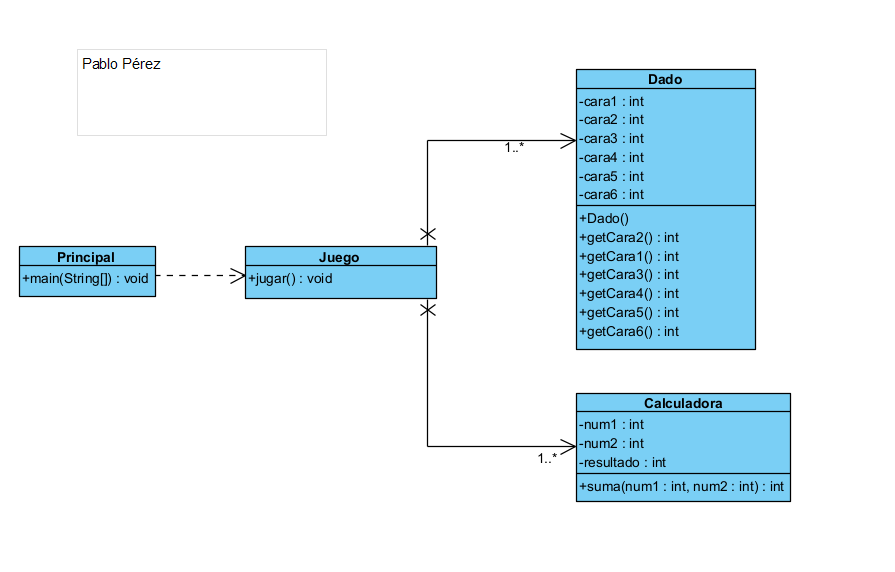 Pablo Pérez
Dado
-cara1 : int
-cara2 : int
-cara3 : int
-cara4 : int
-cara5 : int
-cara6 : int
+Dado()
+getCara2() : int
+getCara1() : int
+getCara3() : int
+getCara4() : int
+getCara5() : int
+getCara6() : int
1..*
Principal
+main(String[]) : void
Juego
+jugar() : void
Calculadora
-num1 : int
-num2 : int
-resultado : int
+suma(num1 : int, num2 : int) : int
1..*